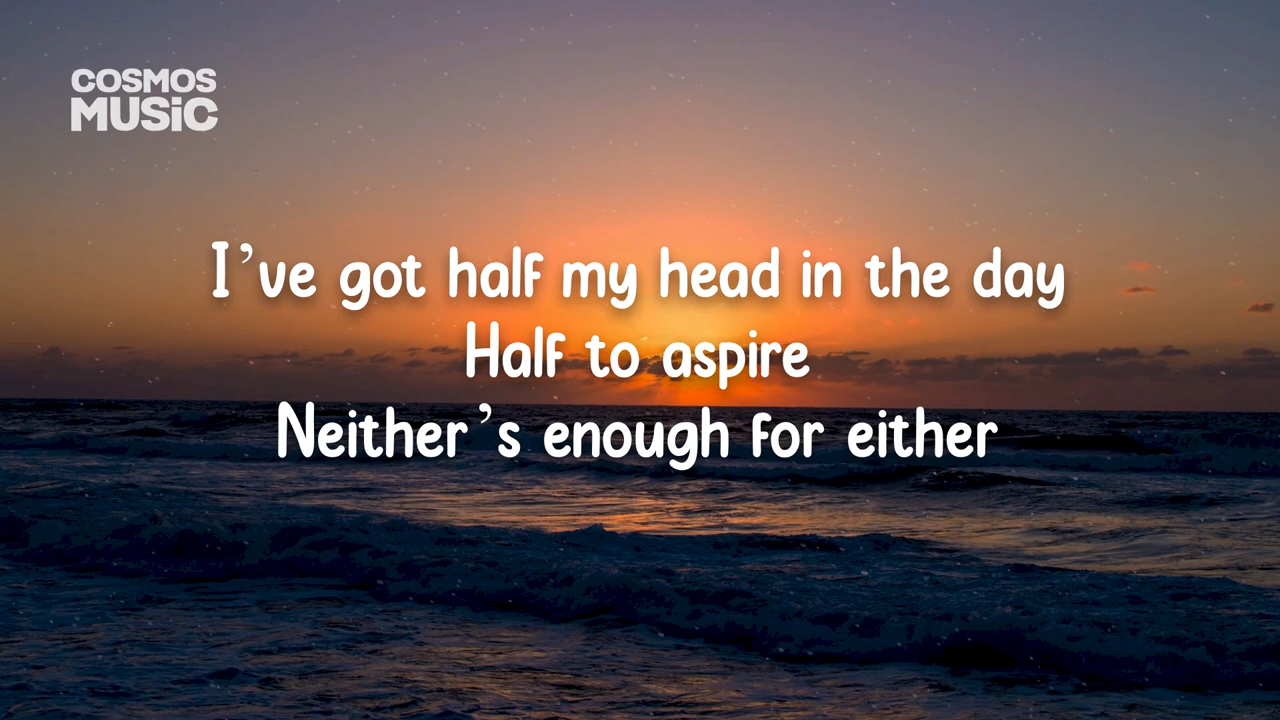 COSMOS
MUSiC
I've got half my head in the day
Half to aspire
Neither's enough for either